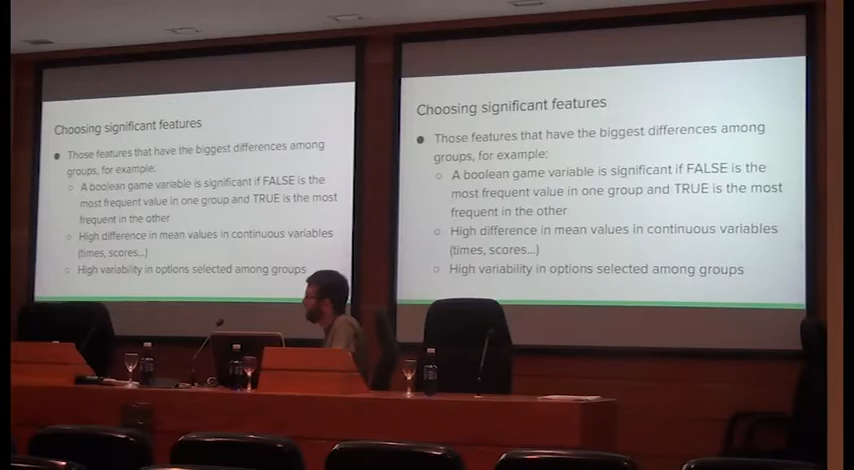 Choosing significant features
● Those features that have the biggest differences among
groups, for example:
○ A boolean game variable is significant if FALSE is the
most frequent value in one group and TRUE is the most
frequent in the other
○ High difference in mean values in continuous variables
(times, scores...)
○ High variability in options selected among groups
Choosing significant features
● Those features that have the biggest differences among
groups, for example:
○ A boolean game variable is significant if FALSE is the
most frequent value in one group and TRUE is the most
frequent in the other
○ High difference in mean values in continuous variables
(times, scores...)
○ High variability in options selected among groups